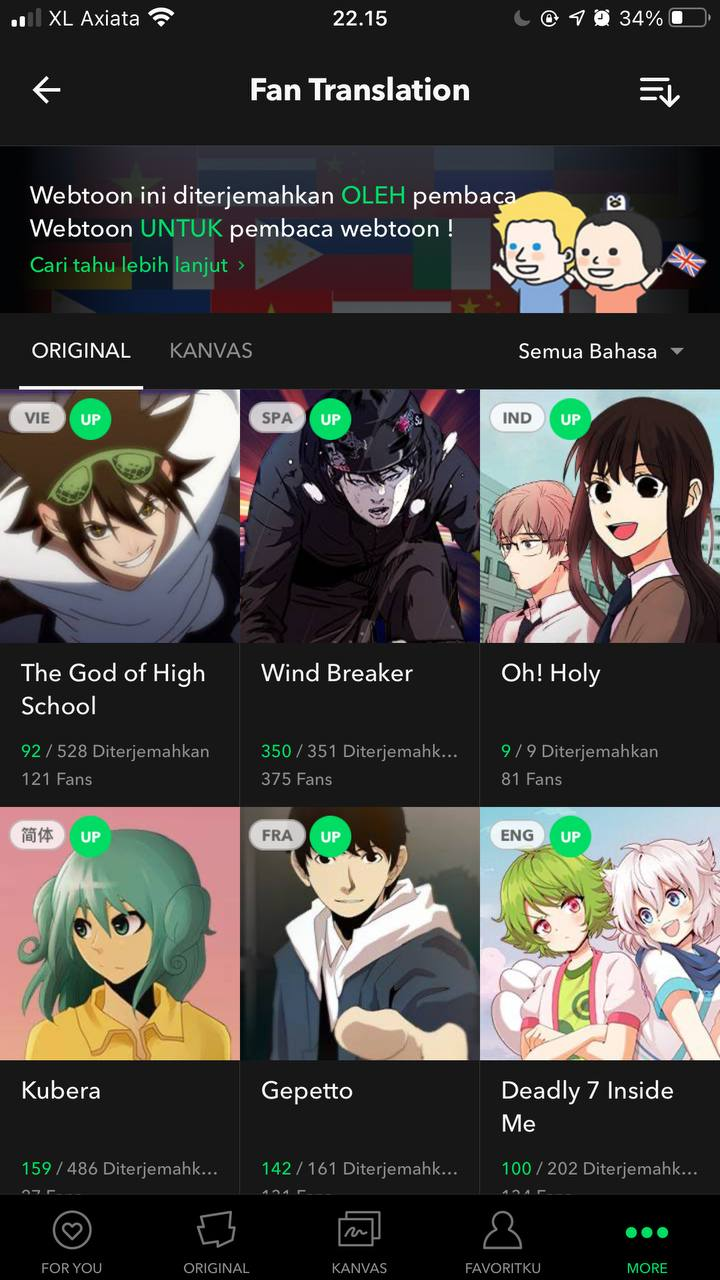 XL Axiata 22.15 34%
Fan Translation
Webtoon ini diterjemahkan OLEH pembaca
Webtoon UNTUK pembaca webtoon !
Cari tahu lebih lanjut >
ORIGINAL KANVAS Semua Bahasa
VIE UP
SPA UP
IND UP
The God of High
School
92 / 528 Diterjemahkan
121 Fans
Wind Breaker
350 / 351 Diterjemahk...
375 Fans
Oh! Holy
9 / 9 Diterjemahkan
81 Fans
简体 UP
FRA UP
ENG UP
Kubera
159 / 486 Diterjemahk...
Gepetto
142 / 161 Diterjemahk...
Deadly 7 Inside
Me
100 / 202 Diterjemahk...
FOR YOU ORIGINAL KANVAS FAVORITKU MORE